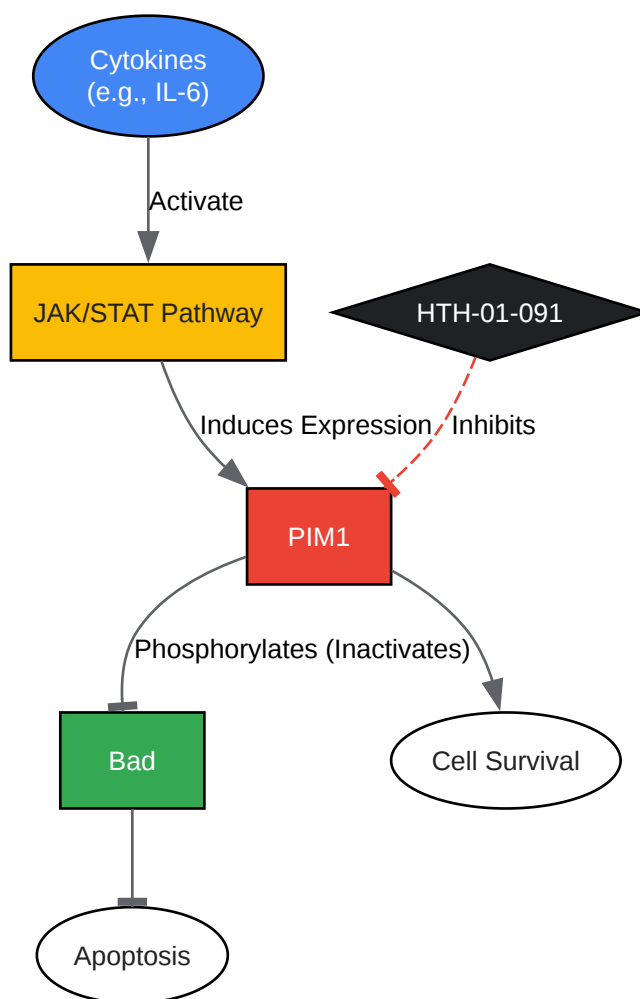 Cytokines
(e.g., IL-6)
Activate
JAK/STAT Pathway
HTH-01-091
Induces Expression
Inhibits
PIM1
Phosphorylates (Inactivates)
Bad
Cell Survival
Apoptosis